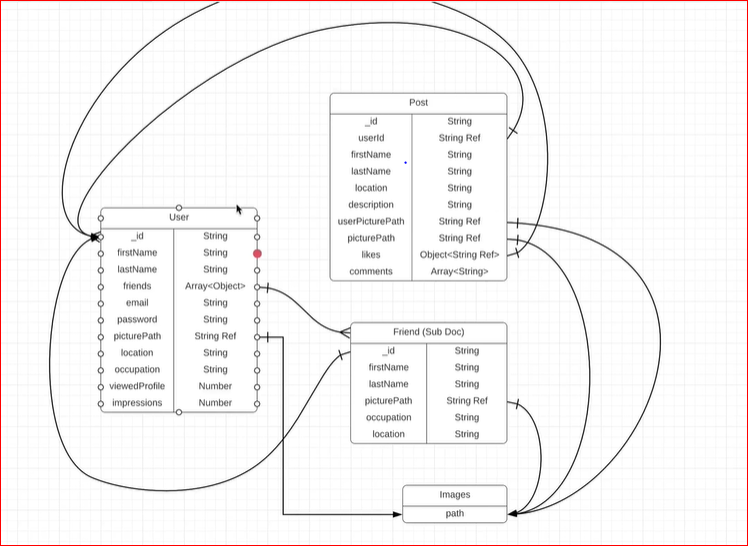 Post
_id String
userId String Ref
firstName String
lastName String
location String
description String
userPicturePath String Ref
picturePath String Ref
likes Object<String Ref>
comments Array<String>
User
_id String
firstName String
lastName String
friends Array<Object>
email String
password String
picturePath String Ref
location String
occupation String
viewedProfile Number
impressions Number
Friend (Sub Doc)
_id String
firstName String
lastName String
picturePath String Ref
occupation String
location String
Images
path